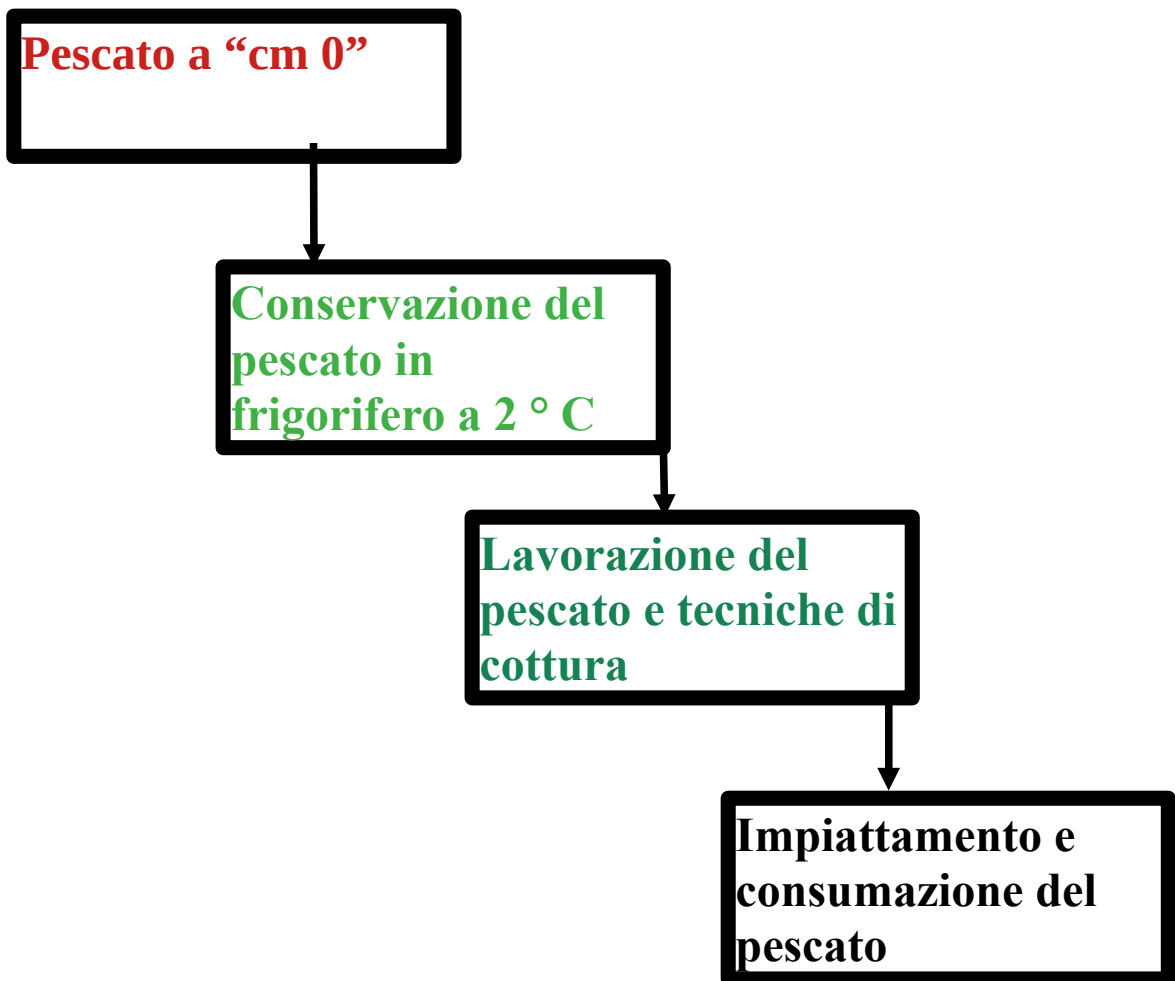 Pescato a “cm 0”
Conservazione del
pescato in
frigorifero a 2 ° C
Lavorazione del
pescato e tecniche di
cottura
Impiattamento e
consumazione del
pescato